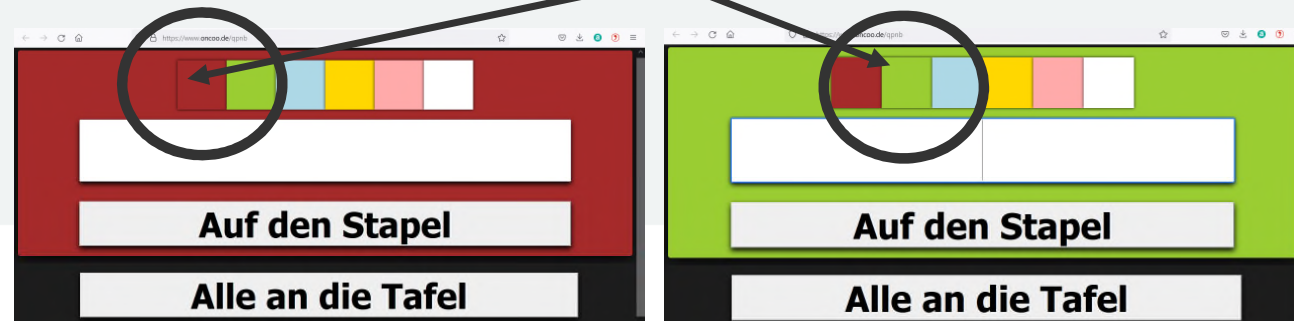 https://www.oncoo.de/qpnb
Auf den Stapel
Alle an die Tafel
oncoo.de/qpnb
Auf den Stapel
Alle an die Tafel